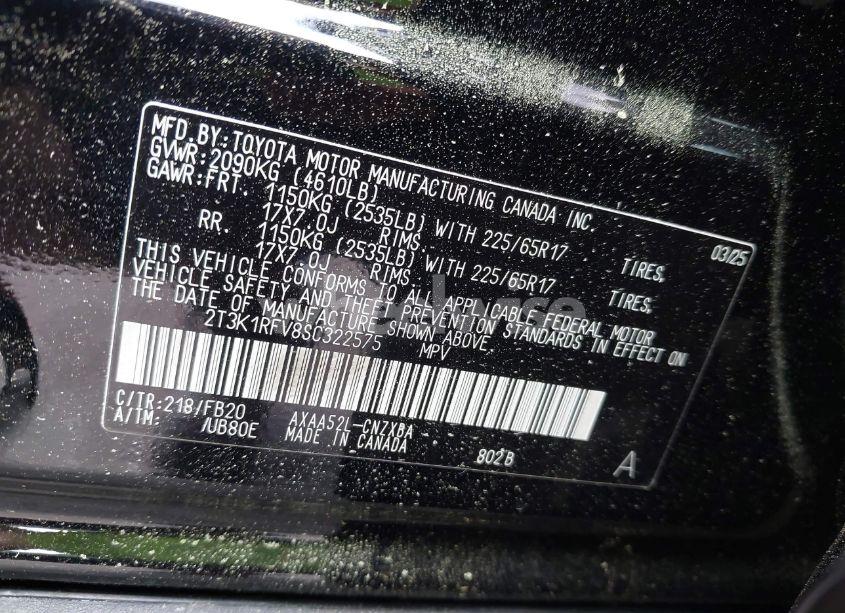 MFD.BY:TOYOTA MOTOR MANUFACTURING CANADA INC. 03/25
GVWR:2090KG (4610LB)
GAWR:FRT. 1150KG (2535LB) WITH 225/65R17 TIRES,
17X7.0J RIMS,
RR. 1150KG (2535LB) WITH 225/65R17 TIRES,
17X7.0J RIMS,
THIS VEHICLE CONFORMS TO ALL APPLICABLE FEDERAL MOTOR
VEHICLE SAFETY AND THEFT PREVENTION STANDARDS IN EFFECT ON
THE DATE OF MANUFACTURE SHOWN ABOVE.
2T3K1RFV8SC322575 MPV
C/TR:218/FB20 AXAA52L-CNZXBA
A/TM: /UB80E MADE IN CANADA 802B A